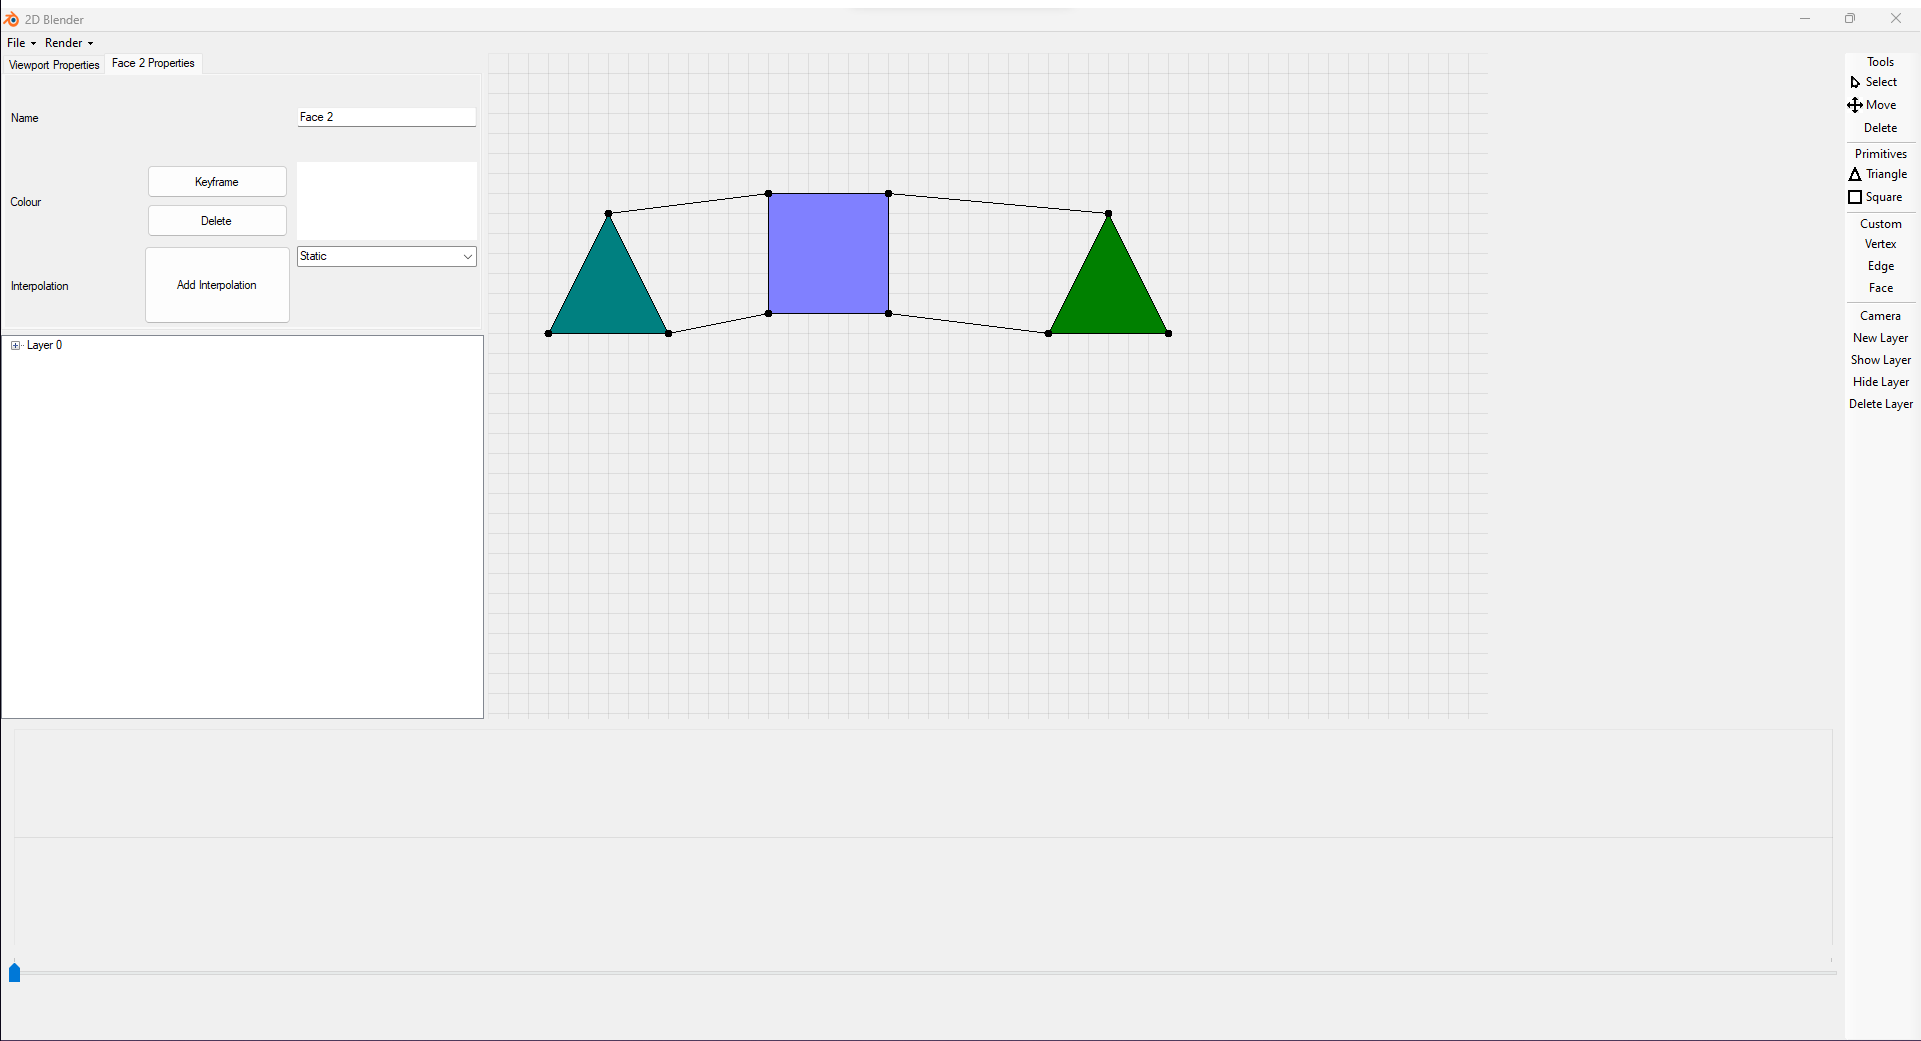 2D Blender
File Render
Viewport Properties Face 2 Properties
Name
Face 2
Colour
Keyframe
Delete
Interpolation
Add Interpolation
Static
Layer 0
Tools
Select
Move
Delete
Primitives
Triangle
Square
Custom
Vertex
Edge
Face
Camera
New Layer
Show Layer
Hide Layer
Delete Layer